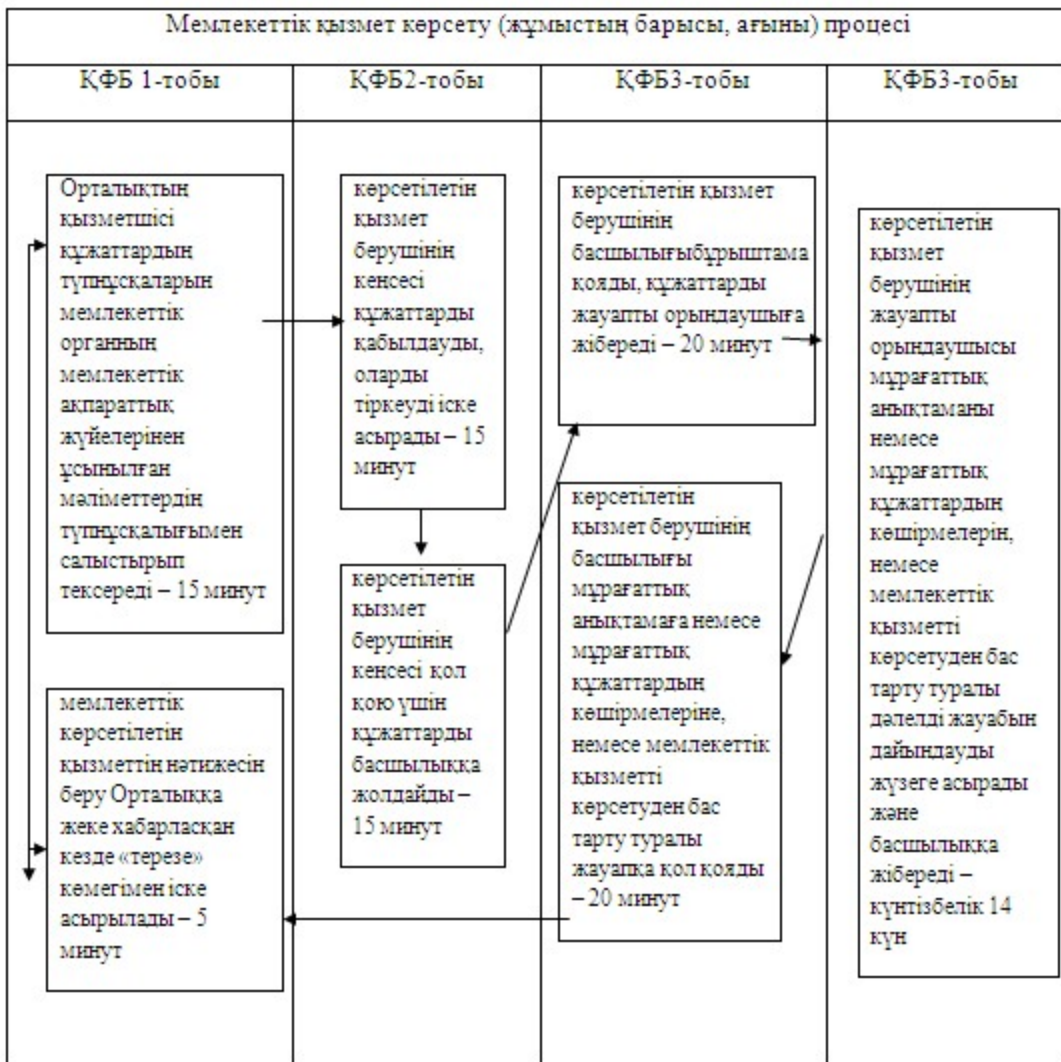 Мемлекеттік қызмет көрсету (жұмыстың барысы, ағыны) процесі
ҚФБ 1-тобы
ҚФБ2-тобы
ҚФБ3-тобы
ҚФБ3-тобы
Орталықтың
қызметшісі
құжаттардың
түпнұсқаларын
мемлекеттік
органның
мемлекеттік
ақпараттық
жүйелерінен
ұсынылған
мәліметтердің
түпнұсқалығымен
салыстырып
тексереді – 15 минут
мемлекеттік
көрсетілетін
қызметтің нәтижесін
беру Орталыққа
жеке хабарласқан
кезде «терезе»
көмегімен іске
асырылады – 5
минут
көрсетілетін
қызмет
берушінің
кеңсесі
құжаттарды
қабылдауды,
оларды
тіркеуді іске
асырады – 15
минут
көрсетілетін
қызмет
берушінің
кеңсесі қол
қою үшін
құжаттарды
басшылыққа
жолдайды –
15 минут
көрсетілетін қызмет
берушінің
басшылығыбұрыштама
қояды, құжаттарды
жауапты орындаушыға
жібереді – 20 минут
көрсетілетін
қызмет берушінің
басшылығы
мұрағаттық
анықтамаға немесе
мұрағаттық
құжаттардың
көшірмелеріне,
немесе мемлекеттік
қызметті
көрсетуден бас
тарту туралы
жауапқа қол қояды
– 20 минут
көрсетілетін
қызмет
берушінің
жауапты
орындаушысы
мұрағаттық
анықтаманы
немесе
мұрағаттық
құжаттардың
көшірмелерін,
немесе
мемлекеттік
қызметті
көрсетуден бас
тарту туралы
дәлелді жауабын
дайындауды
жүзеге асырады
және
басшылыққа
жібереді –
күнтізбелік 14
күн